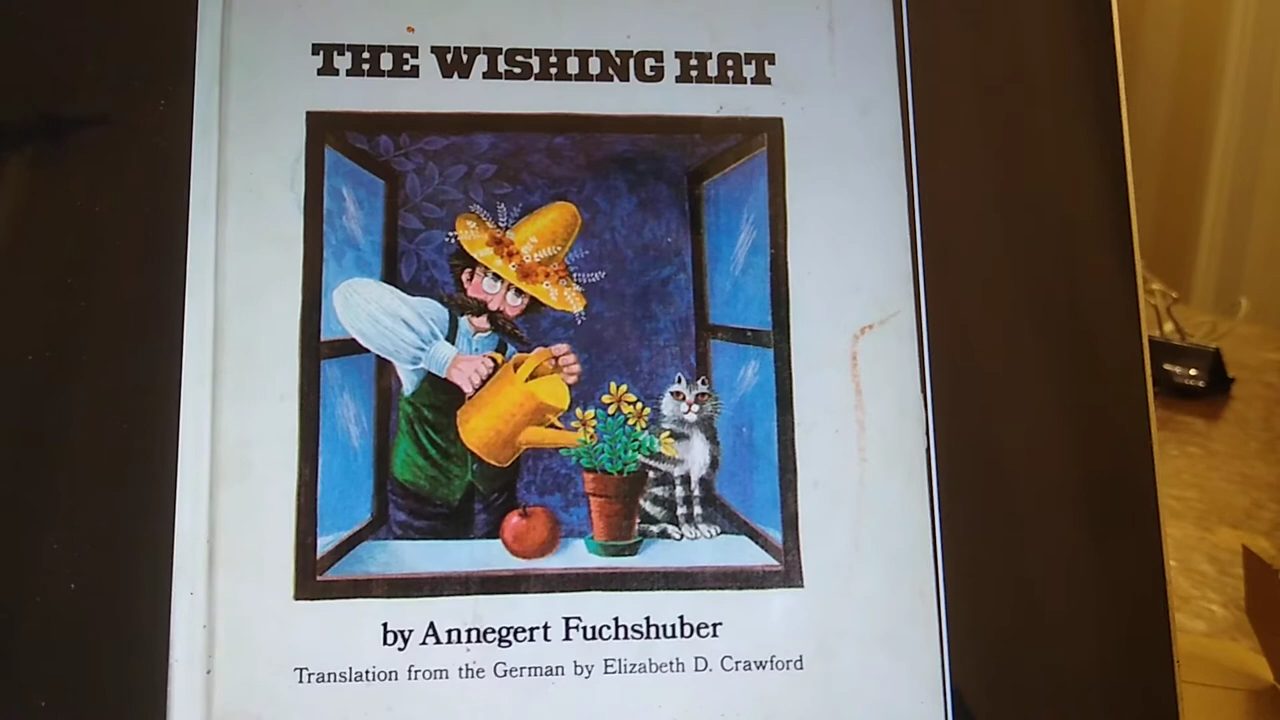 THE WISHING HAT
by Annegert Fuchshuber
Translation from the German by Elizabeth D. Crawford